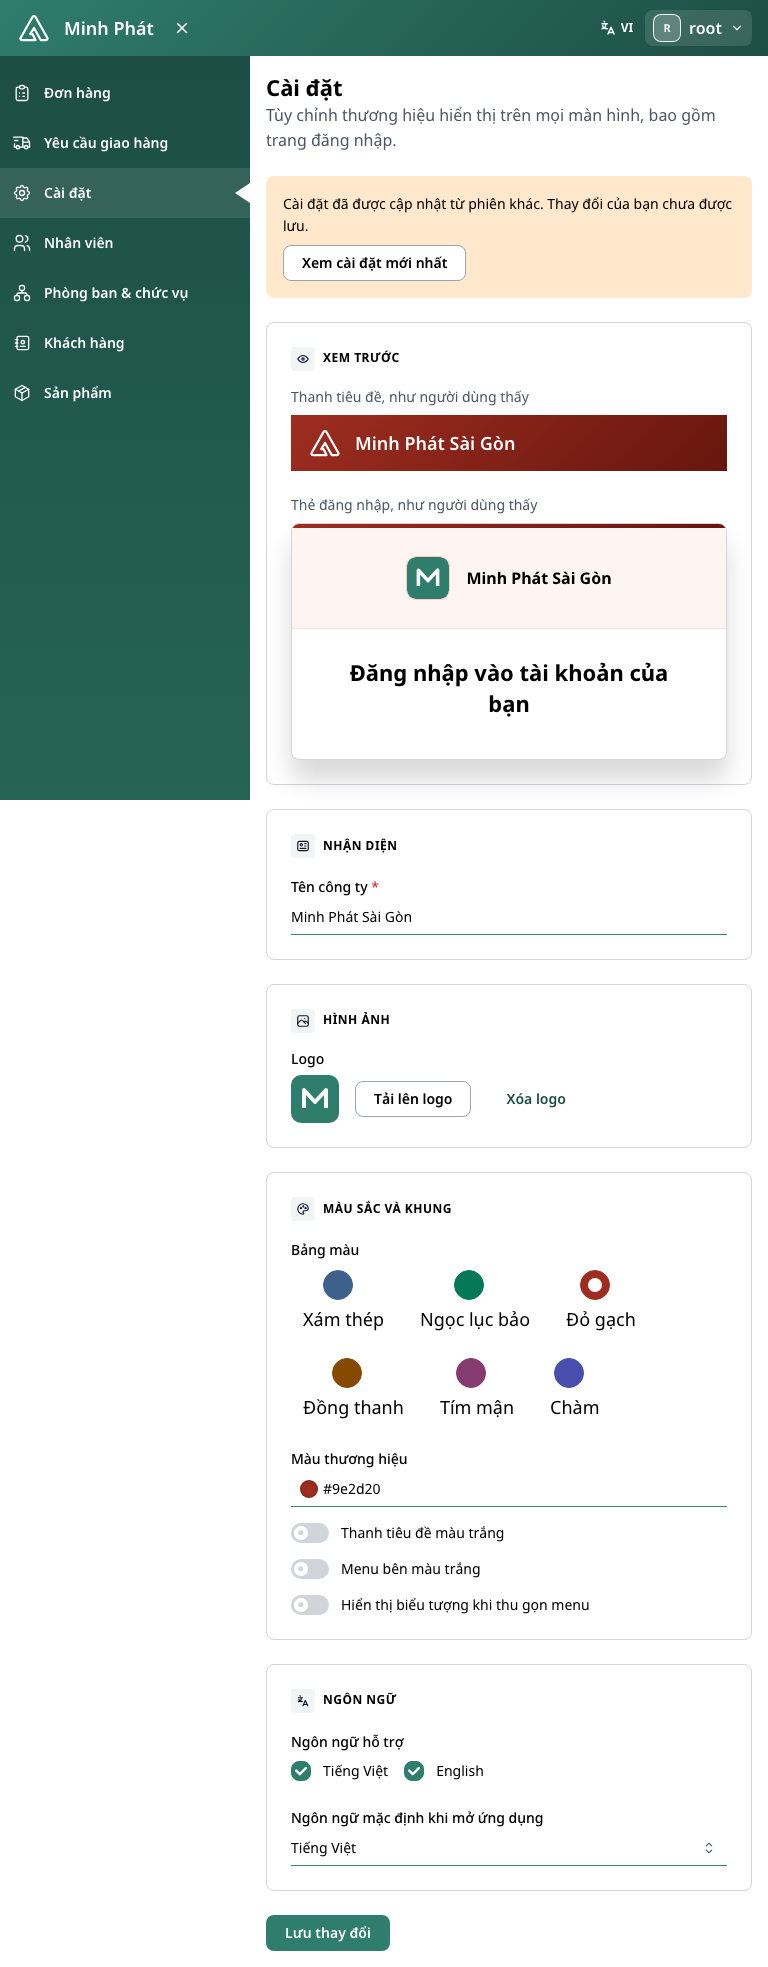 Minh Phát
VI
R
root
Đơn hàng
Yêu cầu giao hàng
Cài đặt
Nhân viên
Phòng ban & chức vụ
Khách hàng
Sản phẩm
Cài đặt
Tùy chỉnh thương hiệu hiển thị trên mọi màn hình, bao gồm
trang đăng nhập.
Cài đặt đã được cập nhật từ phiên khác. Thay đổi của bạn chưa được
lưu.
Xem cài đặt mới nhất
XEM TRƯỚC
Thanh tiêu đề, như người dùng thấy
Minh Phát Sài Gòn
Thẻ đăng nhập, như người dùng thấy
M Minh Phát Sài Gòn
Đăng nhập vào tài khoản của
bạn
NHẬN DIỆN
Tên công ty *
Minh Phát Sài Gòn
HÌNH ẢNH
Logo
M Tải lên logo Xóa logo
MÀU SẮC VÀ KHUNG
Bảng màu
Xám thép Ngọc lục bảo Đỏ gạch
Đồng thanh Tím mận Chàm
Màu thương hiệu
#9e2d20
Thanh tiêu đề màu trắng
Menu bên màu trắng
Hiển thị biểu tượng khi thu gọn menu
NGÔN NGỮ
Ngôn ngữ hỗ trợ
Tiếng Việt English
Ngôn ngữ mặc định khi mở ứng dụng
Tiếng Việt
Lưu thay đổi